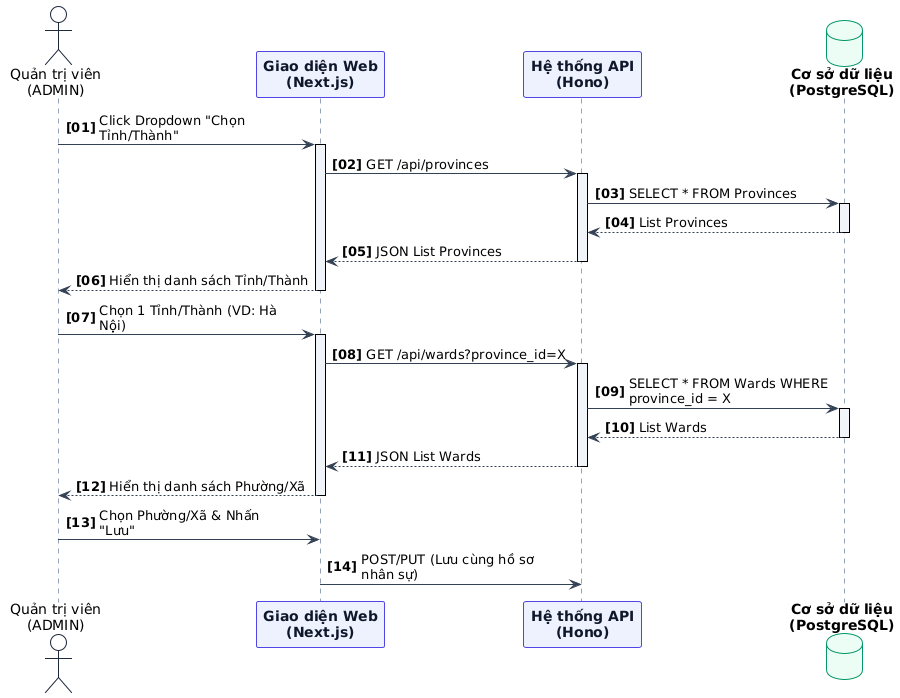 Quản trị viên
(ADMIN)
Giao diện Web
(Next.js)
Hệ thống API
(Hono)
Cơ sở dữ liệu
(PostgreSQL)
[01] Click Dropdown "Chọn
Tỉnh/Thành"
[02] GET /api/provinces
[03] SELECT * FROM Provinces
[04] List Provinces
[05] JSON List Provinces
[06] Hiển thị danh sách Tỉnh/Thành
[07] Chọn 1 Tỉnh/Thành (VD: Hà
Nội)
[08] GET /api/wards?province_id=X
[09] SELECT * FROM Wards WHERE
province_id = X
[10] List Wards
[11] JSON List Wards
[12] Hiển thị danh sách Phường/Xã
[13] Chọn Phường/Xã & Nhấn
"Lưu"
[14] POST/PUT (Lưu cùng hồ sơ
nhân sự)
Quản trị viên
(ADMIN)
Giao diện Web
(Next.js)
Hệ thống API
(Hono)
Cơ sở dữ liệu
(PostgreSQL)